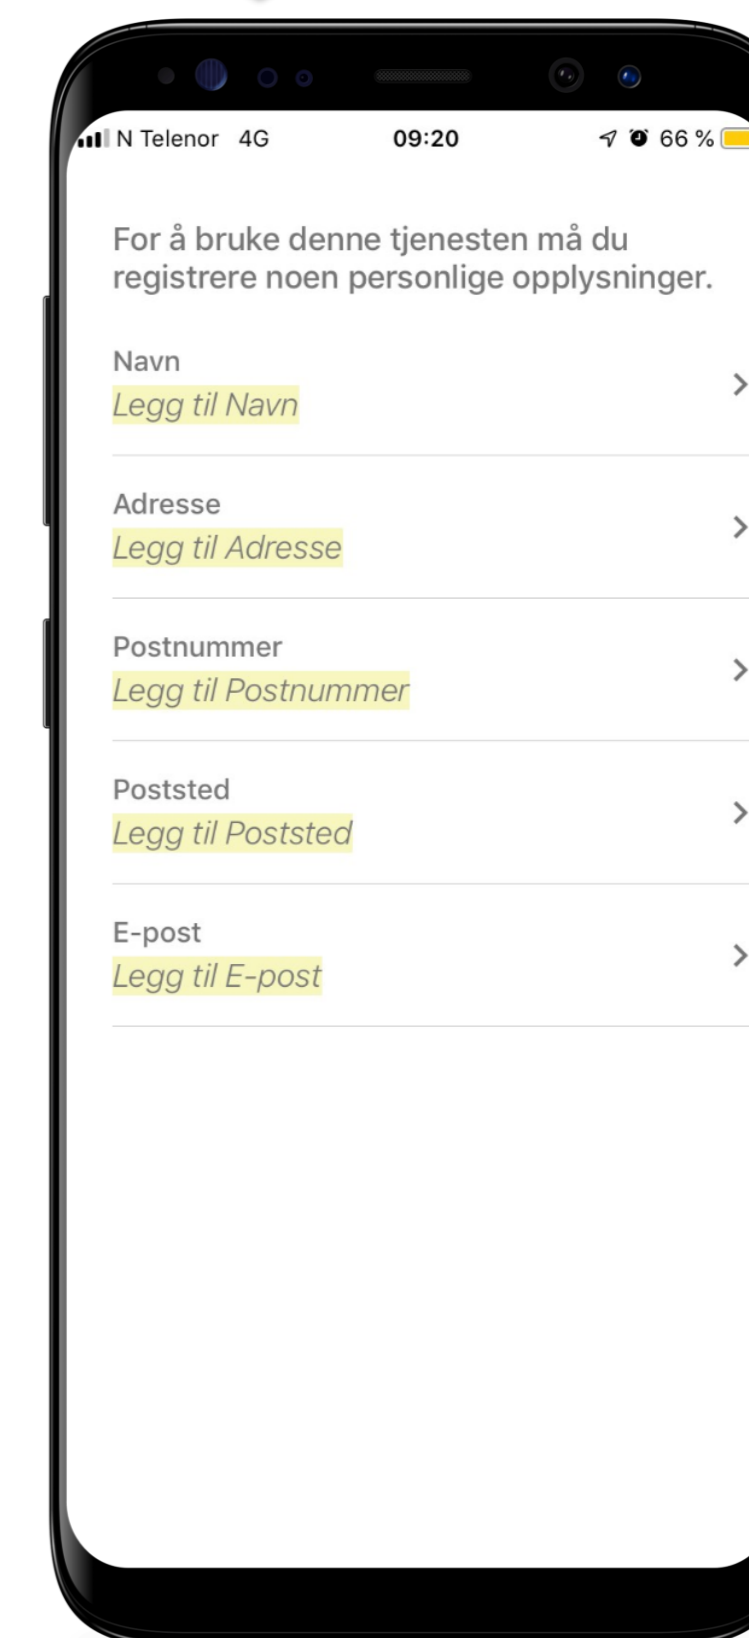 N Telenor 4G 09:20 66 %
For å bruke denne tjenesten må du
registrere noen personlige opplysninger.
Navn
Legg til Navn
Adresse
Legg til Adresse
Postnummer
Legg til Postnummer
Poststed
Legg til Poststed
E-post
Legg til E-post